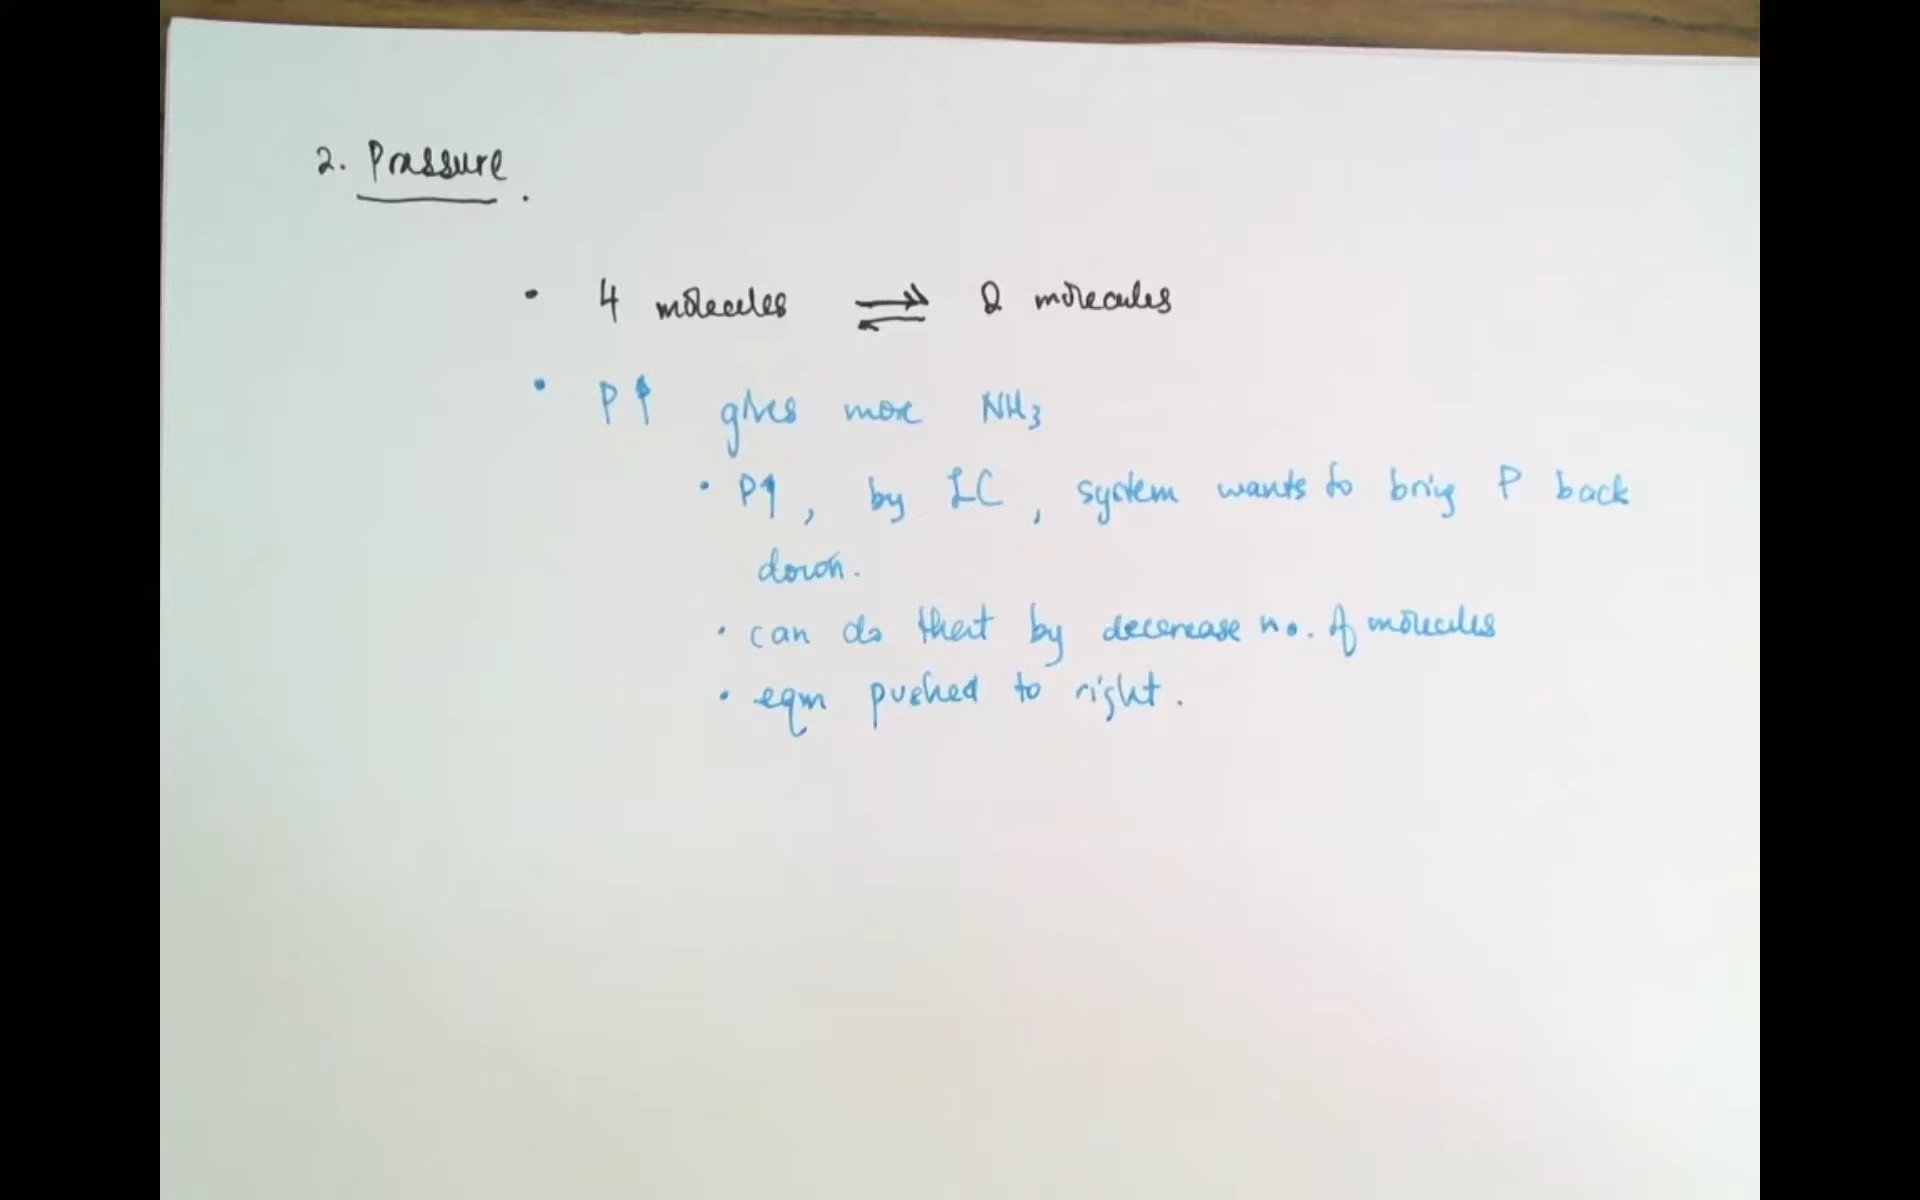 2. Pressure.
• 4 molecules ⇌ 2 molecules
• P↑ gives more NH₃
• P↑, by LC, system wants to bring P back
down.
• can do that by decrease no. of molecules
• eqm pushed to right.